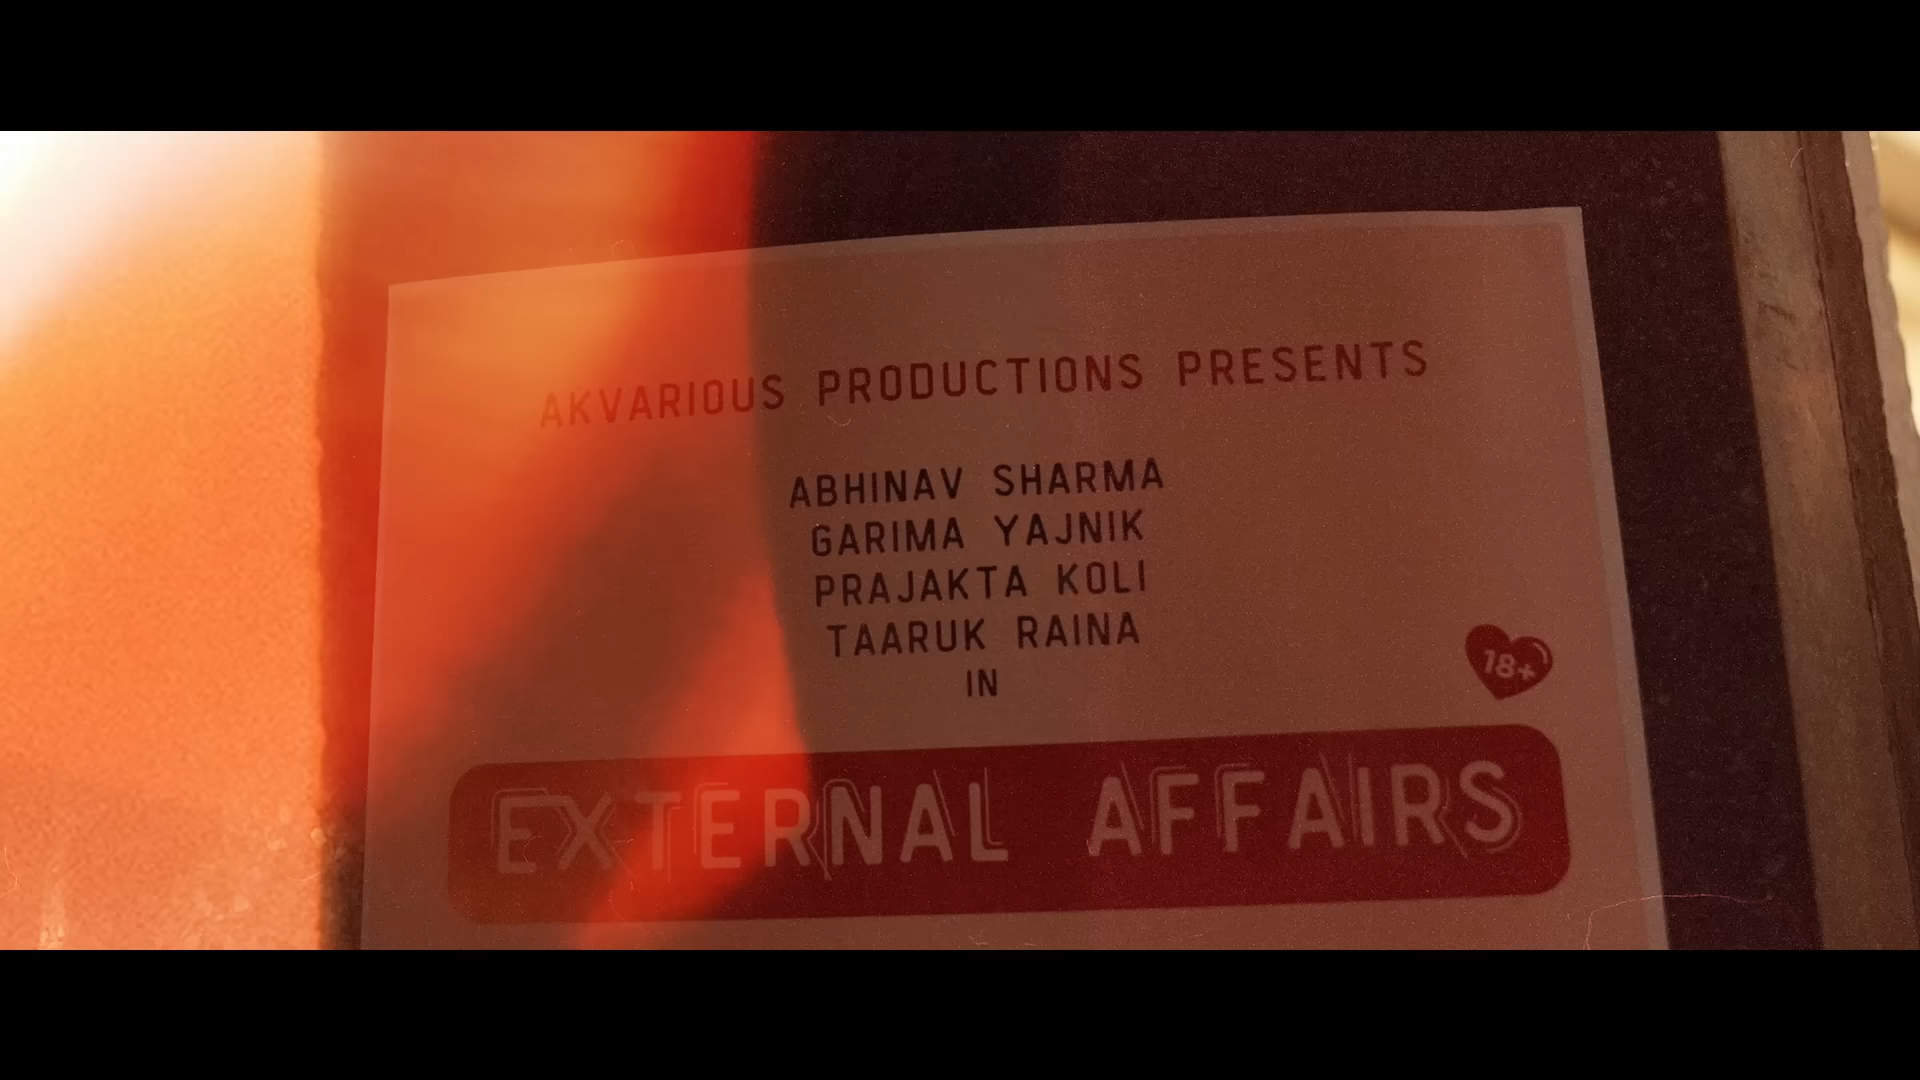 AKVARIOUS PRODUCTIONS PRESENTS
ABHINAV SHARMA
GARIMA YAJNIK
PRAJAKTA KOLI
TAARUK RAINA
IN
18+
EXTERNAL AFFAIRS